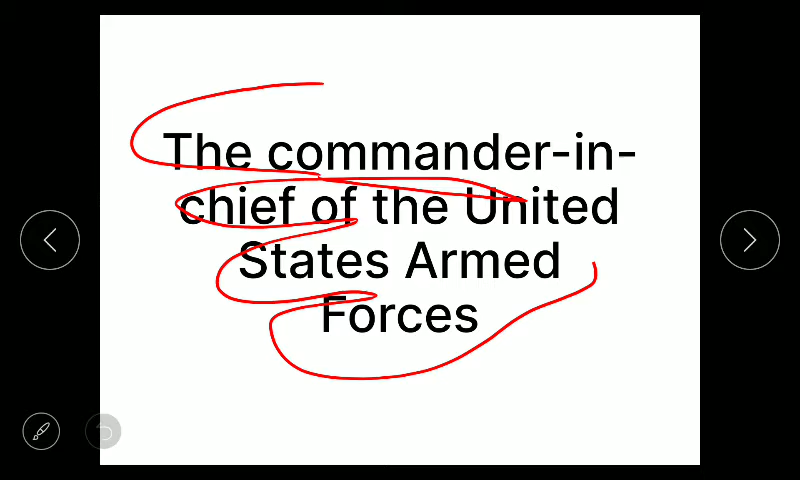 The commander-in-
chief of the United
States Armed
Forces